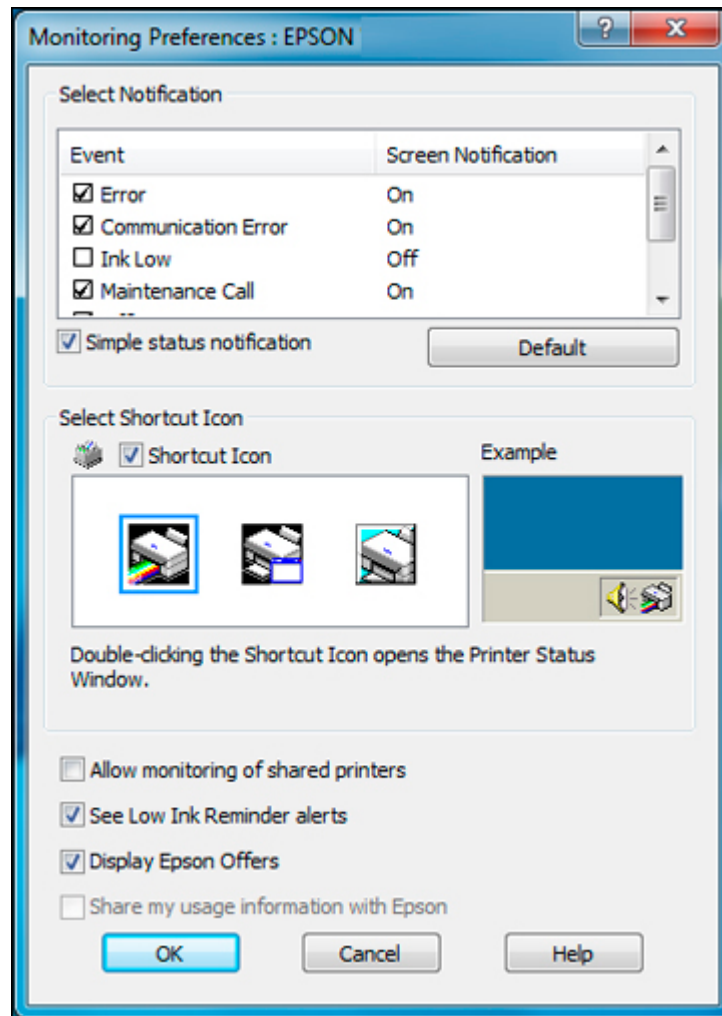 Monitoring Preferences : EPSON
Select Notification
Event Screen Notification
Error On
Communication Error On
Ink Low Off
Maintenance Call On
Simple status notification Default
Select Shortcut Icon
Shortcut Icon Example
Double-clicking the Shortcut Icon opens the Printer Status
Window.
Allow monitoring of shared printers
See Low Ink Reminder alerts
Display Epson Offers
Share my usage information with Epson
OK Cancel Help